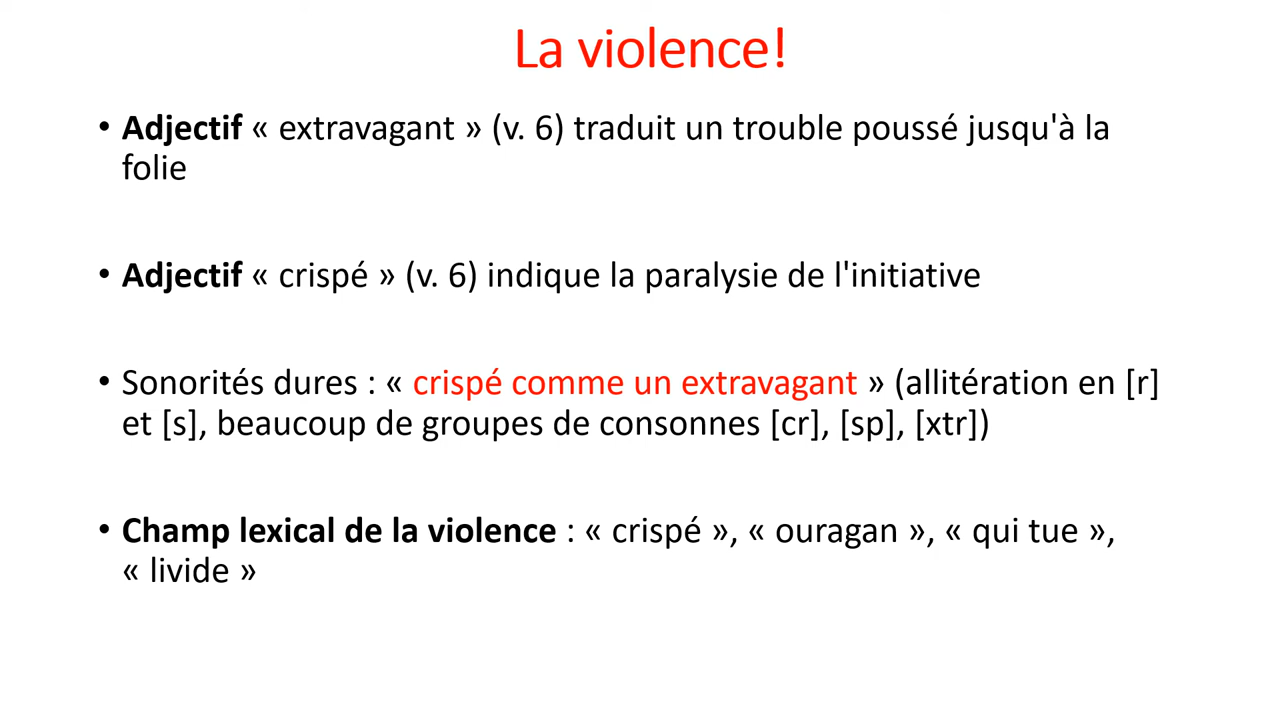 La violence!
• Adjectif « extravagant » (v. 6) traduit un trouble poussé jusqu'à la
folie
• Adjectif « crispé » (v. 6) indique la paralysie de l'initiative
• Sonorités dures : « crispé comme un extravagant » (allitération en [r]
et [s], beaucoup de groupes de consonnes [cr], [sp], [xtr])
• Champ lexical de la violence : « crispé », « ouragan », « qui tue »,
« livide »